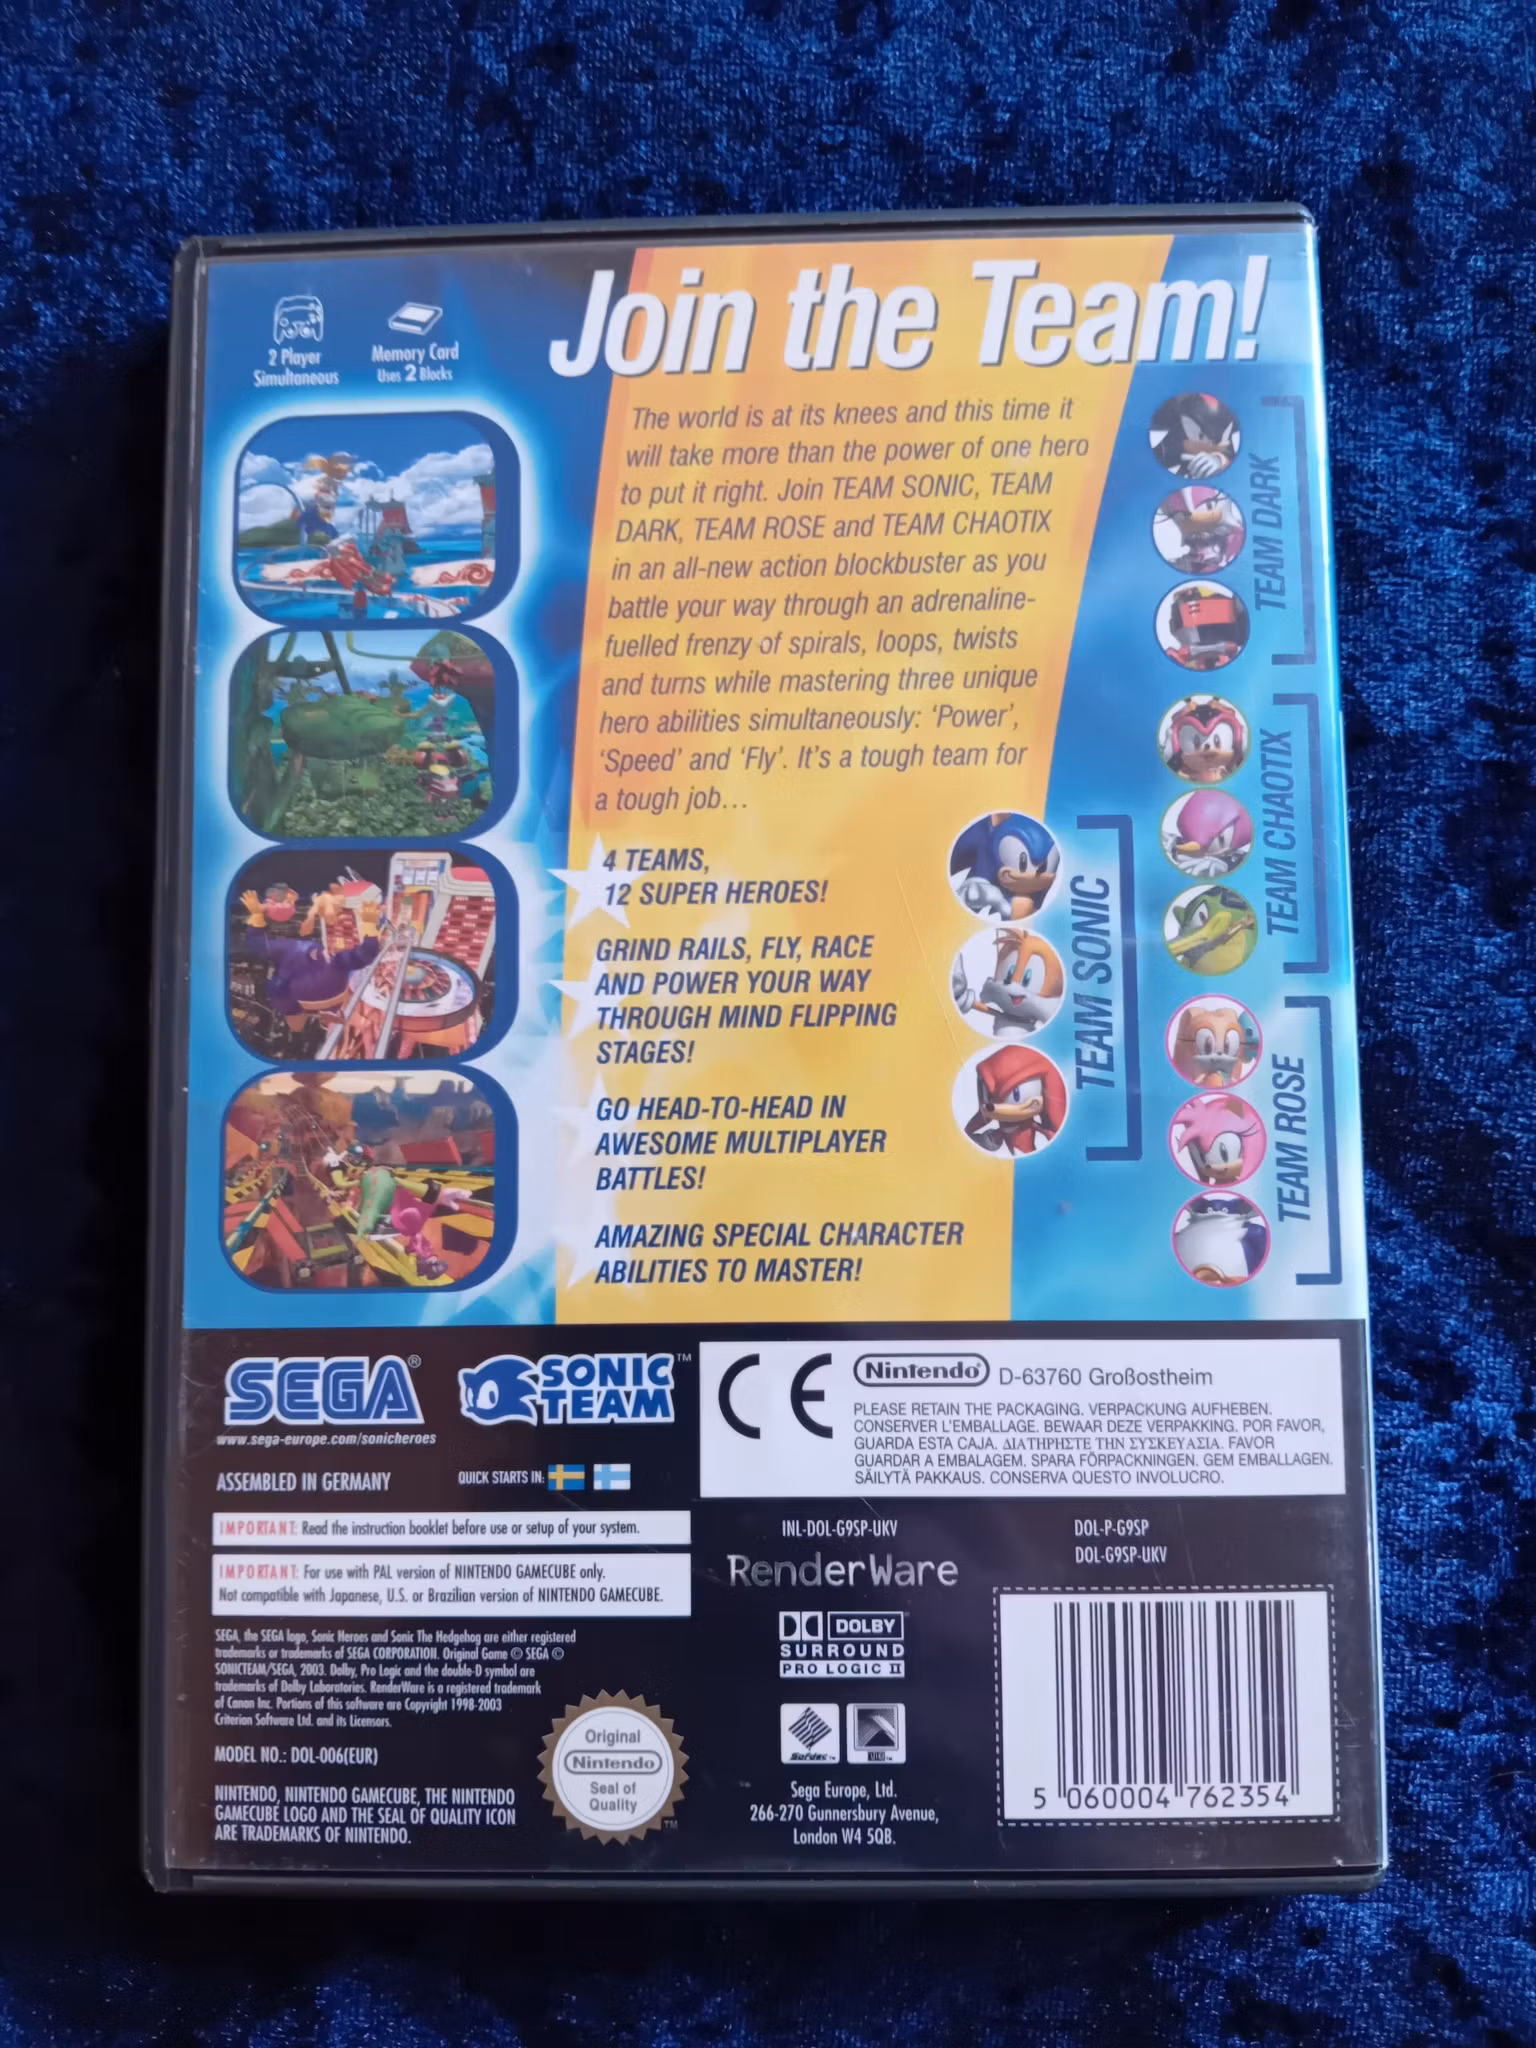 Join the Team!
2 Player
Simultaneous
Memory Card
Uses 2 Blocks
The world is at its knees and this time it
will take more than the power of one hero
to put it right. Join TEAM SONIC, TEAM
DARK, TEAM ROSE and TEAM CHAOTIX
in an all-new action blockbuster as you
battle your way through an adrenaline-
fuelled frenzy of spirals, loops, twists
and turns while mastering three unique
hero abilities simultaneously: ‘Power’,
‘Speed’ and ‘Fly’. It’s a tough team for
a tough job...
4 TEAMS,
12 SUPER HEROES!
GRIND RAILS, FLY, RACE
AND POWER YOUR WAY
THROUGH MIND FLIPPING
STAGES!
GO HEAD-TO-HEAD IN
AWESOME MULTIPLAYER
BATTLES!
AMAZING SPECIAL CHARACTER
ABILITIES TO MASTER!
TEAM SONIC
TEAM DARK
TEAM CHAOTIX
TEAM ROSE
SEGA®
www.sega-europe.com/sonicheroes
SONIC
TEAM™
ASSEMBLED IN GERMANY
QUICK STARTS IN:
CE
Nintendo® D-63760 Großostheim
PLEASE RETAIN THE PACKAGING. VERPACKUNG AUFHEBEN.
CONSERVER L'EMBALLAGE. BEWAAR DEZE VERPAKKING. POR FAVOR,
GUARDA ESTA CAJA. ΔΙΑΤΗΡΗΣΤΕ ΤΗΝ ΣΥΣΚΕΥΑΣΙΑ. FAVOR
GUARDAR A EMBALAGEM. SPARA FÖRPACKNINGEN. GEM EMBALLAGEN.
SÄILYTÄ PAKKAUS. CONSERVA QUESTO INVOLUCRO.
IMPORTANT: Read the instruction booklet before use or setup of your system.
IMPORTANT: For use with PAL version of NINTENDO GAMECUBE only.
Not compatible with Japanese, U.S. or Brazilian version of NINTENDO GAMECUBE.
SEGA, the SEGA logo, Sonic Heroes and Sonic The Hedgehog are either registered
trademarks or trademarks of SEGA CORPORATION. Original Game © SEGA ©
SONICTEAM/SEGA, 2003. Dolby, Pro Logic and the double-D symbol are
trademarks of Dolby Laboratories. RenderWare is a registered trademark
of Canon Inc. Portions of this software are Copyright 1998-2003
Criterion Software Ltd. and its Licensors.
MODEL NO.: DOL-006(EUR)
NINTENDO, NINTENDO GAMECUBE, THE NINTENDO
GAMECUBE LOGO AND THE SEAL OF QUALITY ICON
ARE TRADEMARKS OF NINTENDO.
Original
Nintendo
Seal of
Quality
TM
INL-DOL-G9SP-UKV
RenderWare
DOLBY
SURROUND
PRO LOGIC II
Sofdec™
Sega Europe, Ltd.
266-270 Gunnersbury Avenue,
London W4 5QB.
DOL-P-G9SP
DOL-G9SP-UKV
5 060004 762354